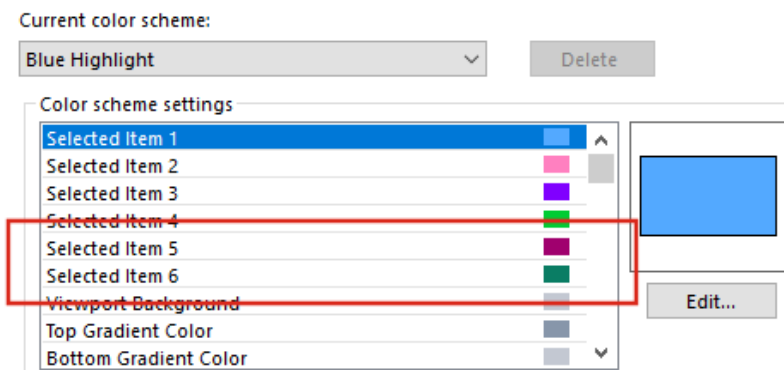 Current color scheme:
Blue Highlight
Delete
Color scheme settings
Selected Item 1
Selected Item 2
Selected Item 3
Selected Item 4
Selected Item 5
Selected Item 6
Viewport Background
Top Gradient Color
Bottom Gradient Color
Edit...